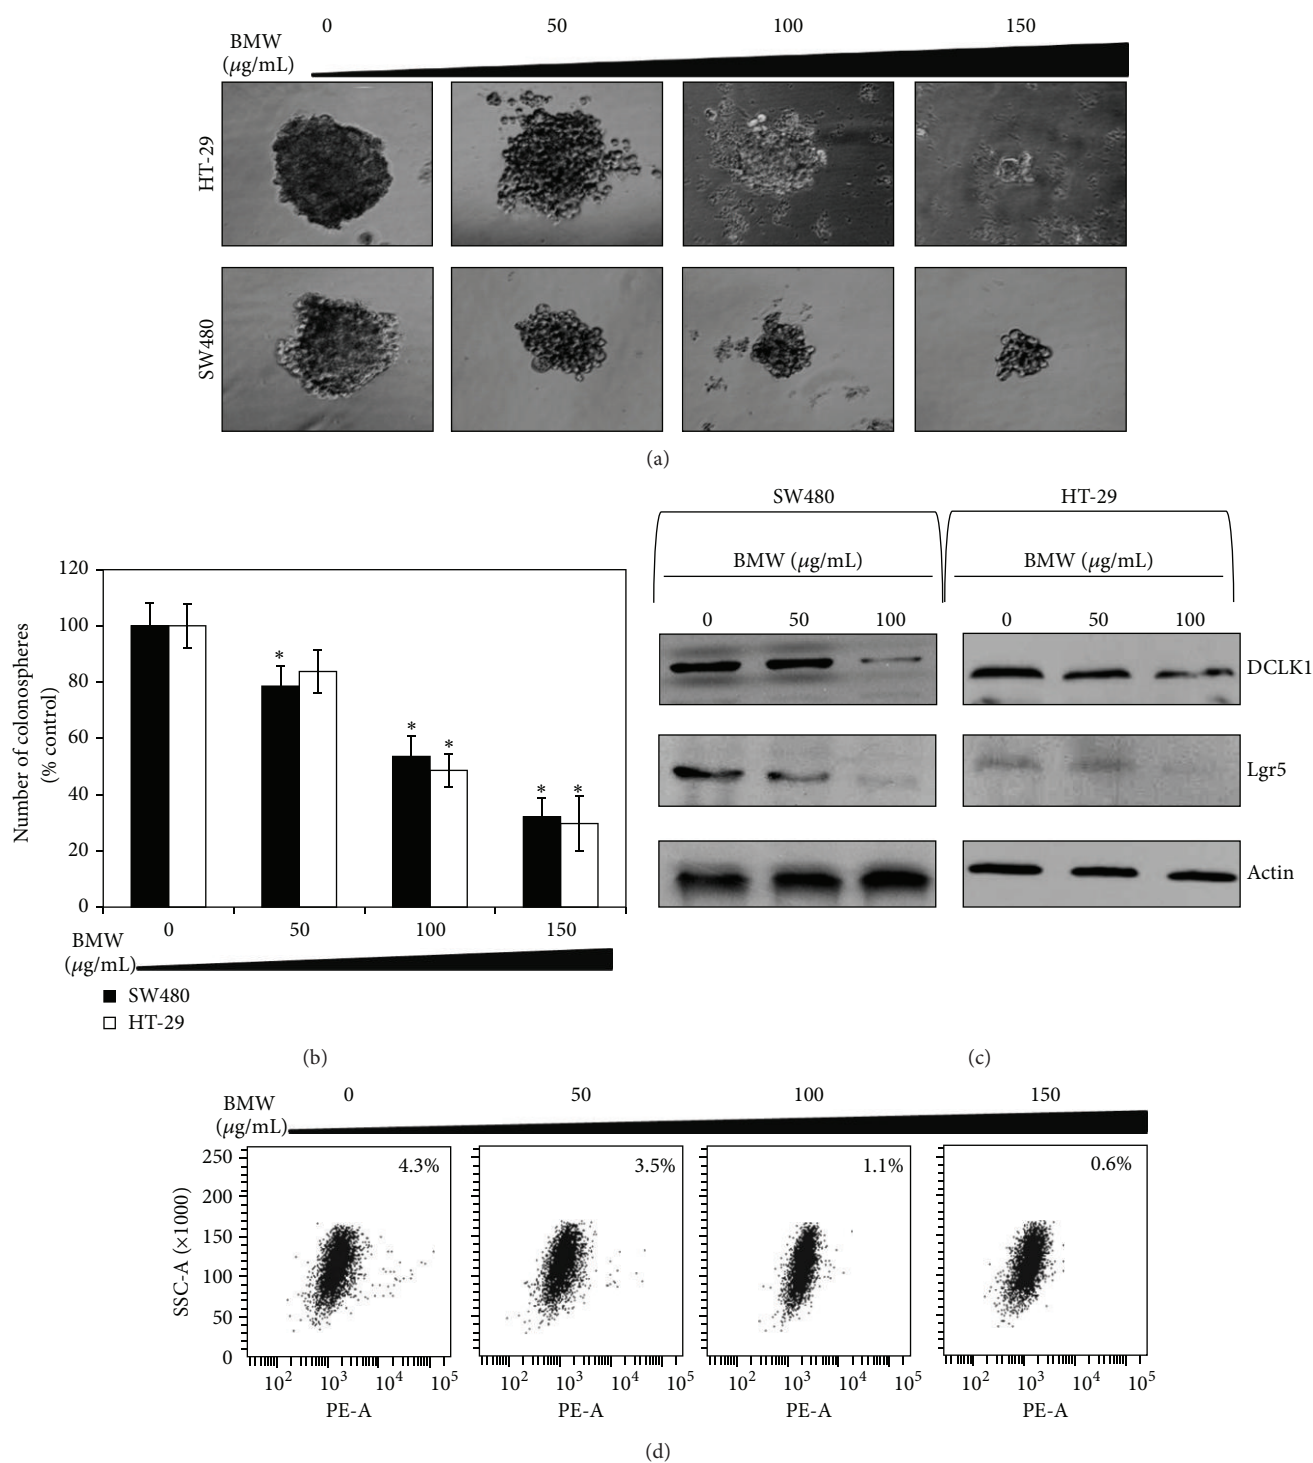 0 50 100 150
BMW
(µg/mL)
HT-29
SW480
(a)
SW480 HT-29
BMW (µg/mL) BMW (µg/mL)
0 50 100 0 50 100
DCLK1
Lgr5
Actin
(c)
Number of colonospheres
(% control)
120
100
80
60
40
20
0
* * * * *
0 50 100 150
BMW
(µg/mL)
SW480
HT-29
(b)
0 50 100 150
BMW
(µg/mL)
SSC-A (×1000)
250
200
150
100
50
0
4.3% 3.5% 1.1% 0.6%
10² 10³ 10⁴ 10⁵ 10² 10³ 10⁴ 10⁵ 10² 10³ 10⁴ 10⁵ 10² 10³ 10⁴ 10⁵
PE-A PE-A PE-A PE-A
(d)